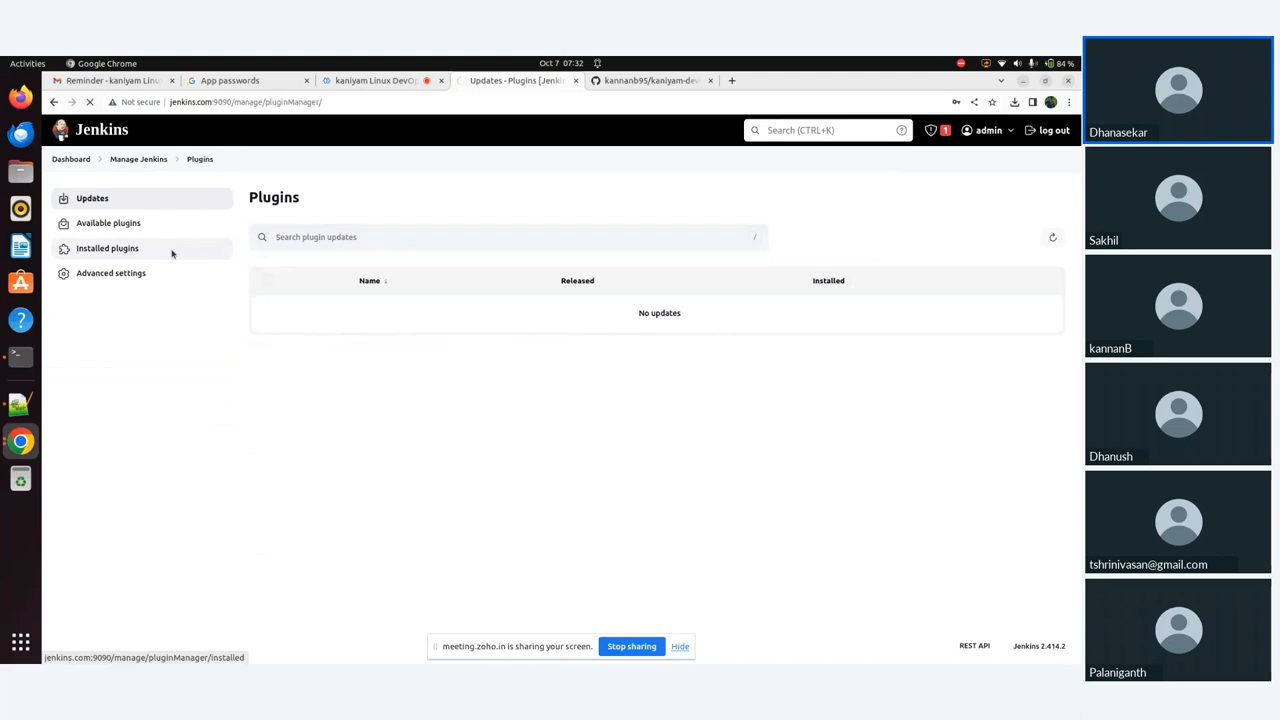 Activities
Google Chrome
Oct 7 07:32
84 %
Reminder - kaniyam Linu
App passwords
kaniyam Linux DevOp
Updates - Plugins [Jenki
kannanb95/kaniyam-dev
Not secure
jenkins.com:9090/manage/pluginManager/
Jenkins
Search (CTRL+K)
1
admin
log out
Dashboard
Manage Jenkins
Plugins
Updates
Available plugins
Installed plugins
Advanced settings
Plugins
Search plugin updates
/
Name ↓
Released
Installed
No updates
meeting.zoho.in is sharing your screen.
Stop sharing
Hide
REST API
Jenkins 2.414.2
jenkins.com:9090/manage/pluginManager/installed
Dhanasekar
Sakhil
kannanB
Dhanush
tshrinivasan@gmail.com
Palaniganth